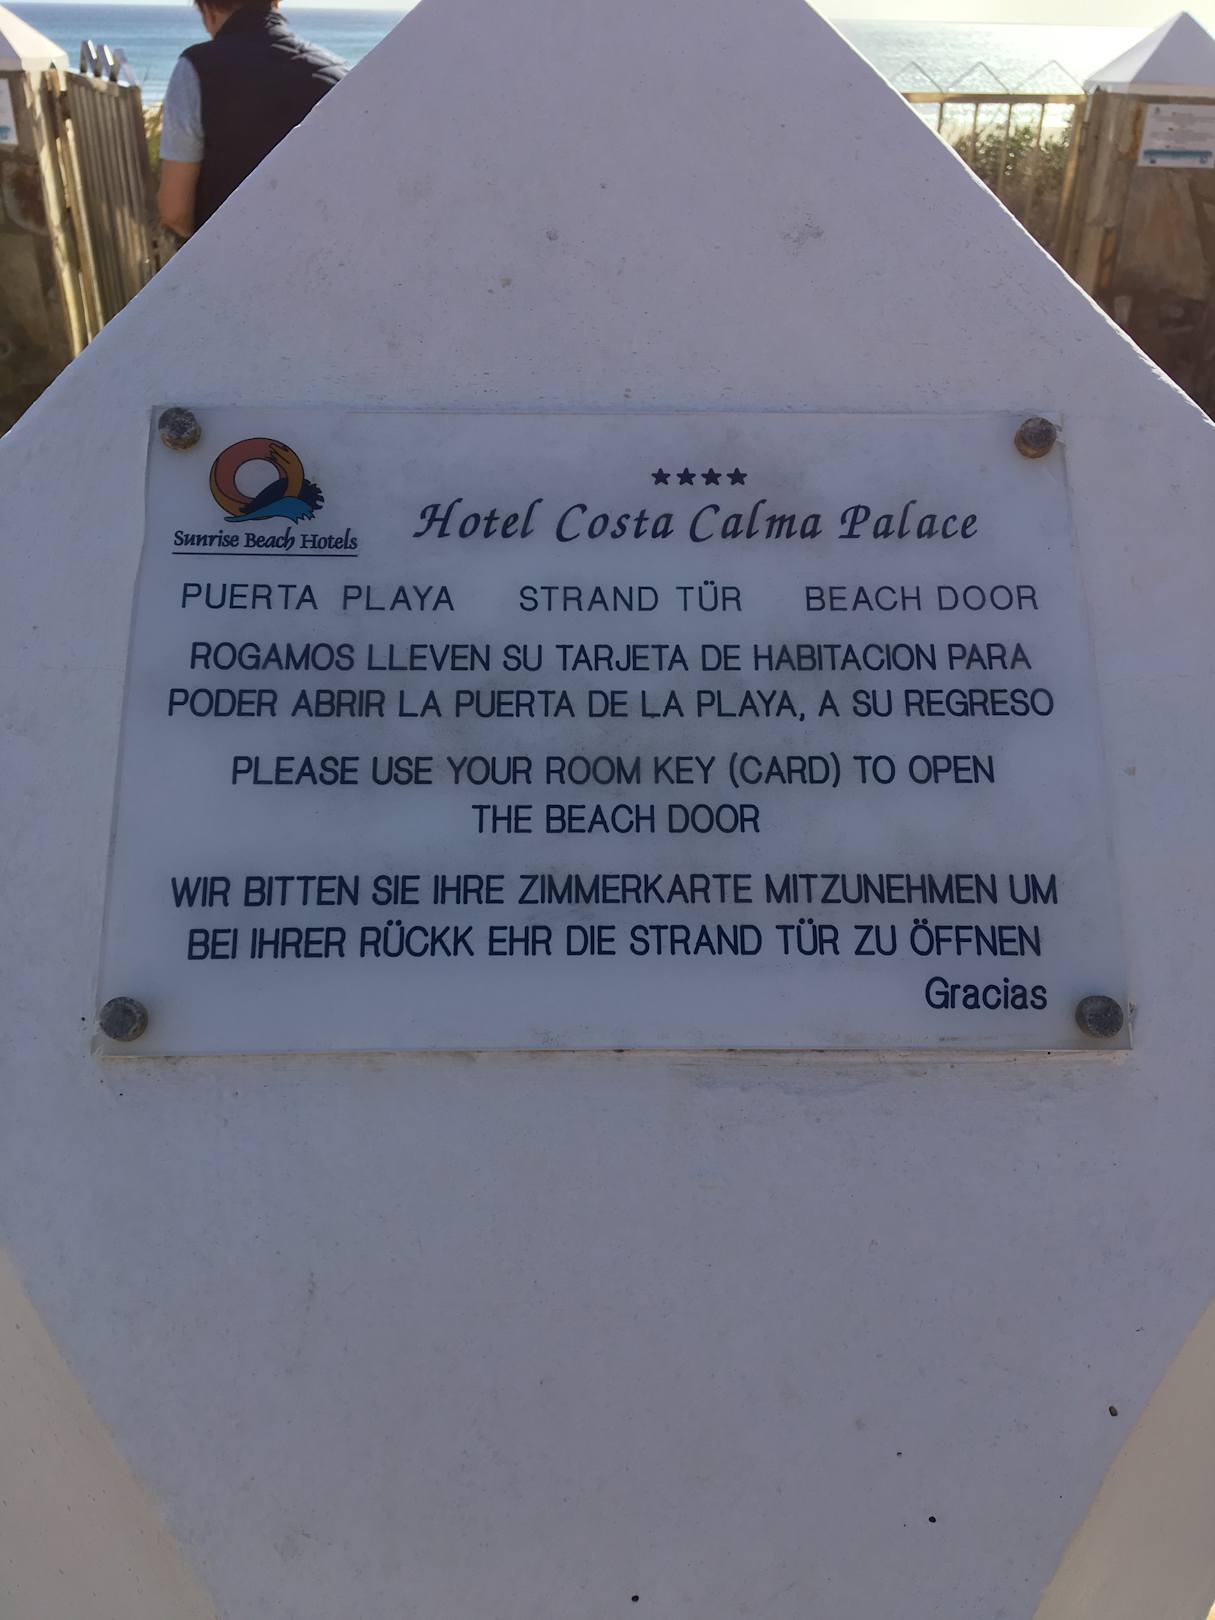 Sunrise Beach Hotels
★★★★
Hotel Costa Calma Palace
PUERTA PLAYA STRAND TÜR BEACH DOOR
ROGAMOS LLEVEN SU TARJETA DE HABITACION PARA
PODER ABRIR LA PUERTA DE LA PLAYA, A SU REGRESO
PLEASE USE YOUR ROOM KEY (CARD) TO OPEN
THE BEACH DOOR
WIR BITTEN SIE IHRE ZIMMERKARTE MITZUNEHMEN UM
BEI IHRER RÜCKK EHR DIE STRAND TÜR ZU ÖFFNEN
Gracias